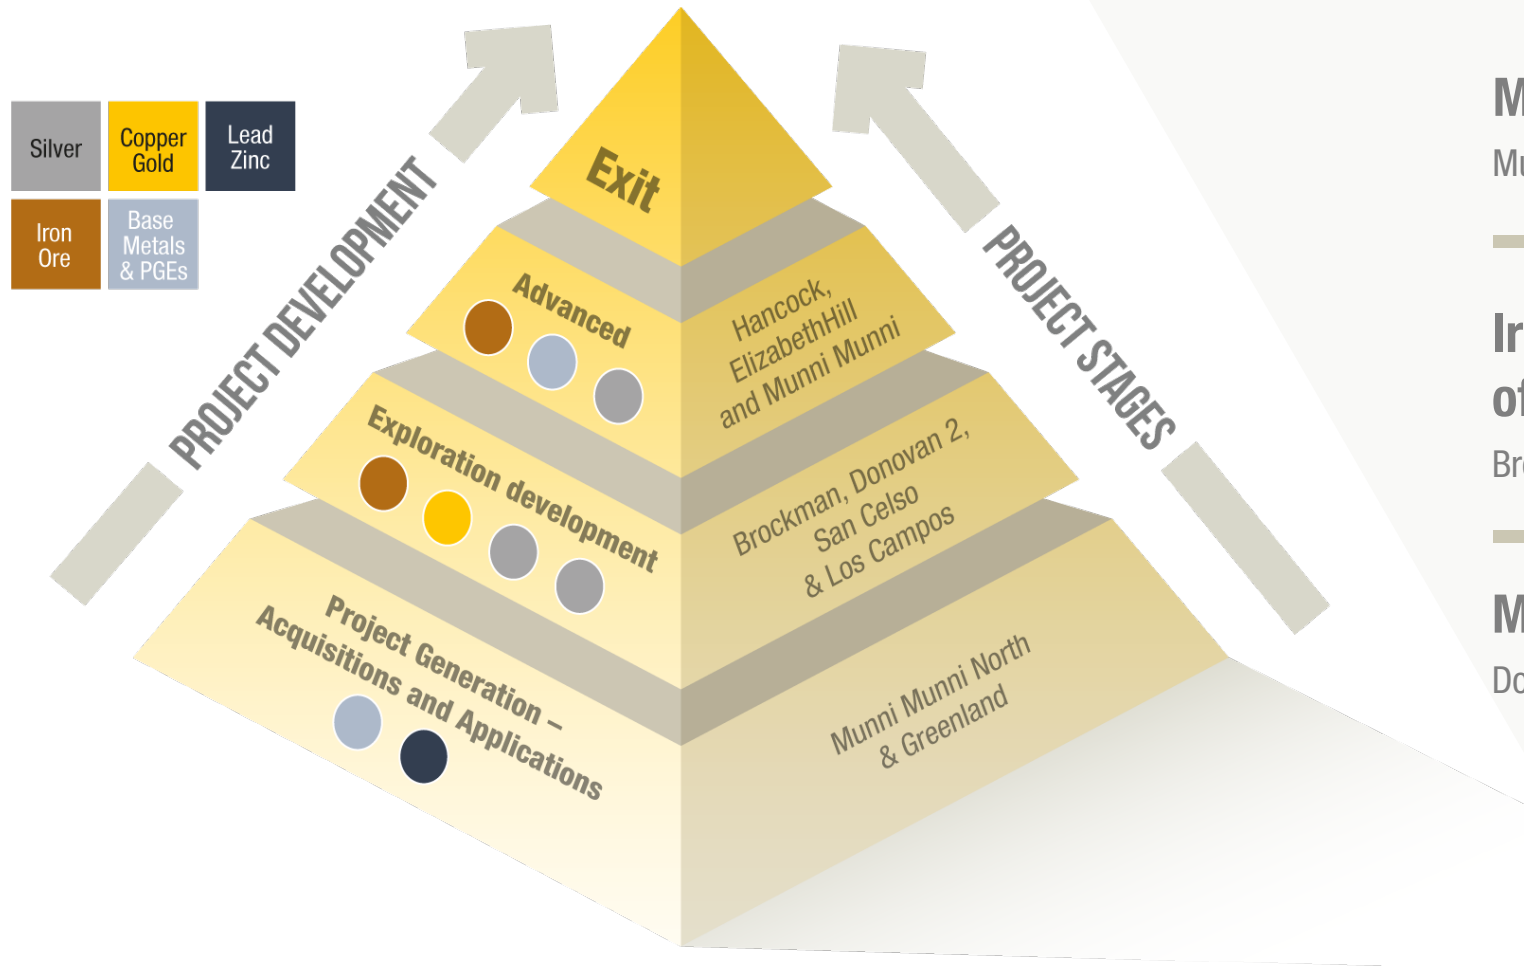 Silver
Copper
Gold
Lead
Zinc
Iron
Ore
Base
Metals
& PGEs
PROJECT DEVELOPMENT
PROJECT STAGES
Exit
Advanced
Hancock,
ElizabethHill
and Munni Munni
Exploration development
Brockman, Donovan 2,
San Celso
& Los Campos
Project Generation –
Acquisitions and Applications
Munni Munni North
& Greenland